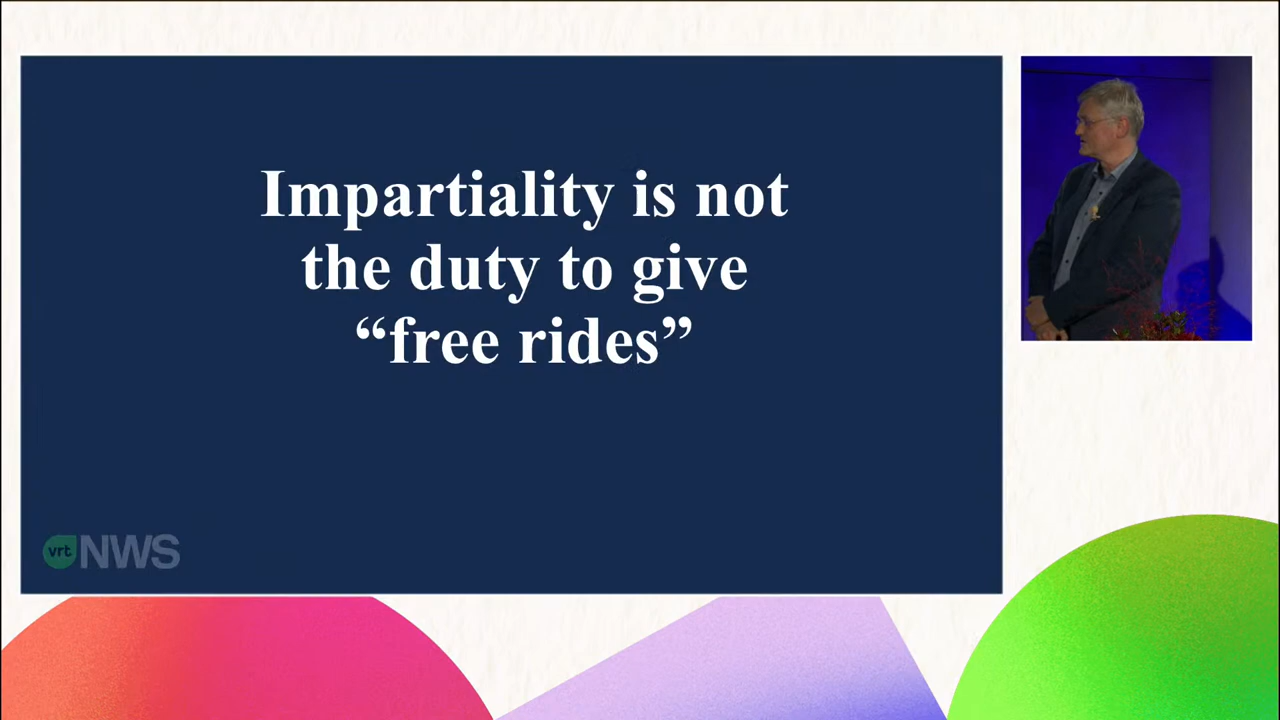 Impartiality is not
the duty to give
“free rides”
vrt NWS